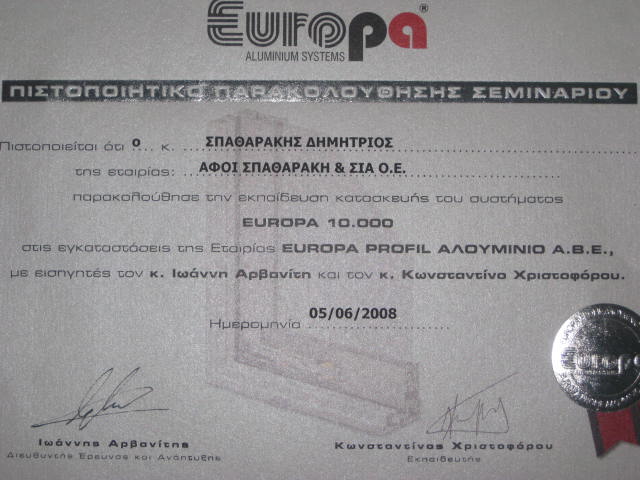 Europa®
ALUMINIUM SYSTEMS
ΠΙΣΤΟΠΟΙΗΤΙΚΟ ΠΑΡΑΚΟΛΟΥΘΗΣΗΣ ΣΕΜΙΝΑΡΙΟΥ
Πιστοποιείται ότι ο κ. ΣΠΑΘΑΡΑΚΗΣ ΔΗΜΗΤΡΙΟΣ
της εταιρίας: ΑΦΟΙ ΣΠΑΘΑΡΑΚΗ & ΣΙΑ Ο.Ε.
παρακολούθησε την εκπαίδευση κατασκευής του συστήματος
EUROPA 10.000
στις εγκαταστάσεις της Εταιρίας EUROPA PROFIL ΑΛΟΥΜΙΝΙΟ Α.Β.Ε.,
με εισηγητές τον κ. Ιωάννη Αρβανίτη και τον κ. Κωνσταντίνο Χριστοφόρου.
Ημερομηνία 05/06/2008
Europa
Ιωάννης Αρβανίτης
Διευθυντής Έρευνας και Ανάπτυξης
Κωνσταντίνος Χριστοφόρου
Εκπαιδευτής